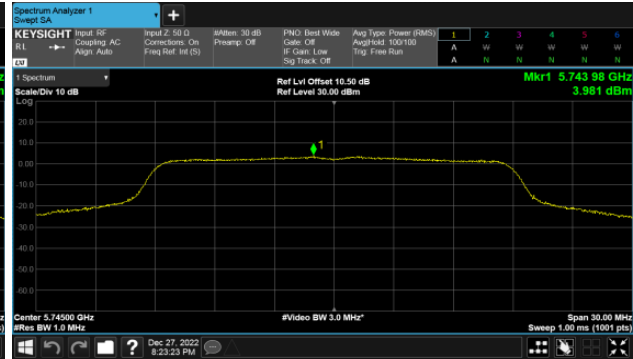 Spectrum Analyzer 1
Swept SA
+
KEYSIGHT Input: RF Input Z: 50 Ω #Atten: 30 dB PNO: Best Wide Avg Type: Power (RMS) 1 2 3 4 5 6
RL Coupling: AC Corrections: On Preamp: Off Gate: Off Avg|Hold: 100/100 A W W W W W
Align: Auto Freq Ref: Int (S) IF Gain: Low Trig: Free Run
LXI Sig Track: Off A N N N N N
1 Spectrum Ref Lvl Offset 10.50 dB Mkr1 5.743 98 GHz
Scale/Div 10 dB Ref Level 30.00 dBm 3.981 dBm
Log
20.0
10.0
1
0.00
-10.0
-20.0
-30.0
-40.0
-50.0
-60.0
Center 5.74500 GHz #Video BW 3.0 MHz* Span 30.00 MHz
#Res BW 1.0 MHz Sweep 1.00 ms (1001 pts)
? Dec 27, 2022
8:23:23 PM